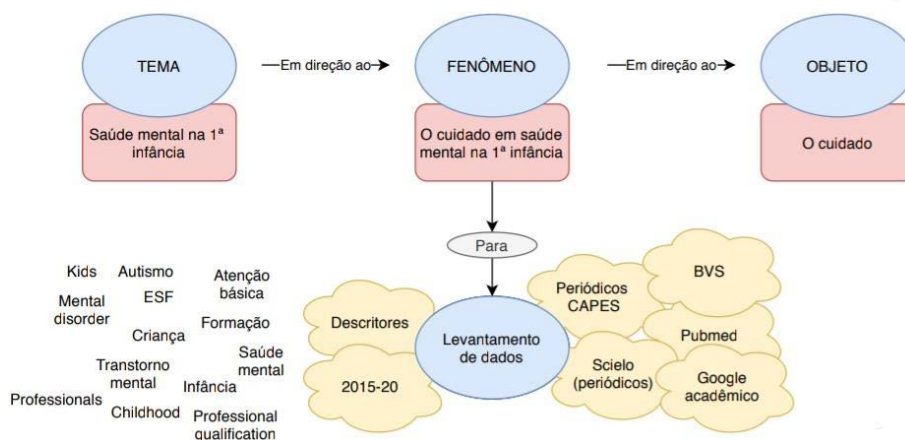 TEMA
Em direção ao
FENÔMENO
Em direção ao
OBJETO
Saúde mental na 1ª
infância
O cuidado em saúde
mental na 1ª infância
O cuidado
Para
Kids
Autismo
Atenção
básica
Mental
disorder
ESF
Formação
Criança
Saúde
mental
Transtorno
mental
Infância
Professionals
Childhood
Professional
qualification
Descritores
2015-20
Levantamento
de dados
Periódicos
CAPES
BVS
Pubmed
Scielo
(periódicos)
Google
acadêmico